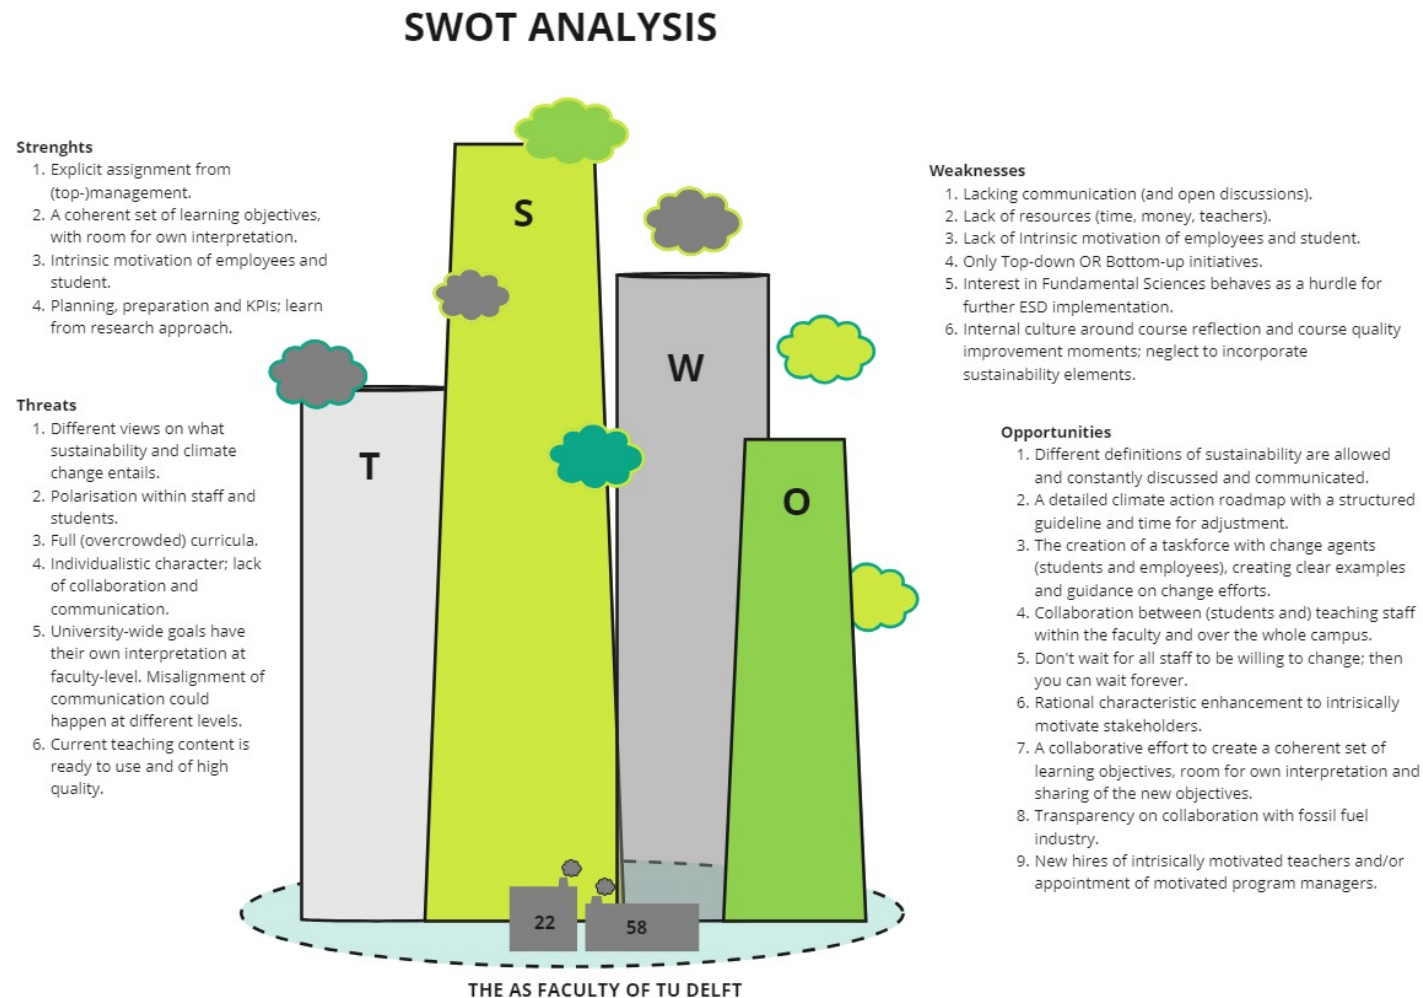 SWOT ANALYSIS
Strenghts
1. Explicit assignment from
(top-)management.
2. A coherent set of learning objectives,
with room for own interpretation.
3. Intrinsic motivation of employees and
student.
4. Planning, preparation and KPIs; learn
from research approach.
Threats
1. Different views on what
sustainability and climate
change entails.
2. Polarisation within staff and
students.
3. Full (overcrowded) curricula.
4. Individualistic character; lack
of collaboration and
communication.
5. University-wide goals have
their own interpretation at
faculty-level. Misalignment of
communication could
happen at different levels.
6. Current teaching content is
ready to use and of high
quality.
S
W
T
O
22
58
THE AS FACULTY OF TU DELFT
Weaknesses
1. Lacking communication (and open discussions).
2. Lack of resources (time, money, teachers).
3. Lack of Intrinsic motivation of employees and student.
4. Only Top-down OR Bottom-up initiatives.
5. Interest in Fundamental Sciences behaves as a hurdle for
further ESD implementation.
6. Internal culture around course reflection and course quality
improvement moments; neglect to incorporate
sustainability elements.
Opportunities
1. Different definitions of sustainability are allowed
and constantly discussed and communicated.
2. A detailed climate action roadmap with a structured
guideline and time for adjustment.
3. The creation of a taskforce with change agents
(students and employees), creating clear examples
and guidance on change efforts.
4. Collaboration between (students and) teaching staff
within the faculty and over the whole campus.
5. Don't wait for all staff to be willing to change; then
you can wait forever.
6. Rational characteristic enhancement to intrisically
motivate stakeholders.
7. A collaborative effort to create a coherent set of
learning objectives, room for own interpretation and
sharing of the new objectives.
8. Transparency on collaboration with fossil fuel
industry.
9. New hires of intrisically motivated teachers and/or
appointment of motivated program managers.